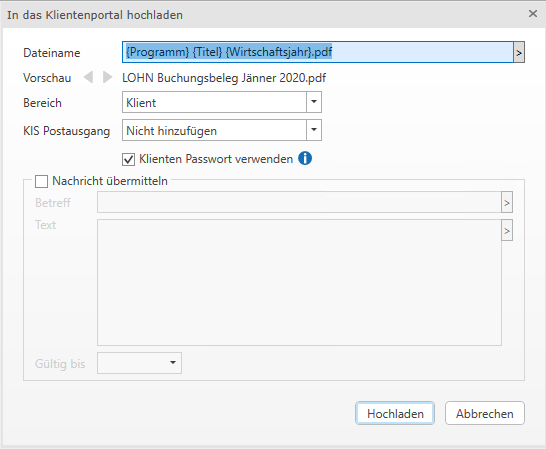 In das Klientenportal hochladen ×
Dateiname {Programm} {Titel} {Wirtschaftsjahr}.pdf >
Vorschau LOHN Buchungsbeleg Jänner 2020.pdf
Bereich Klient
KIS Postausgang Nicht hinzufügen
Klienten Passwort verwenden i
Nachricht übermitteln
Betreff >
Text >
Gültig bis
Hochladen Abbrechen